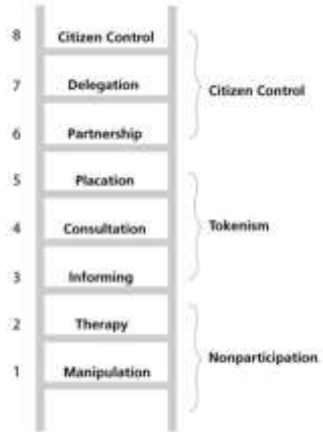 8 Citizen Control
7 Delegation
Citizen Control
6 Partnership
5 Placation
4 Consultation
Tokenism
3 Informing
2 Therapy
Nonparticipation
1 Manipulation